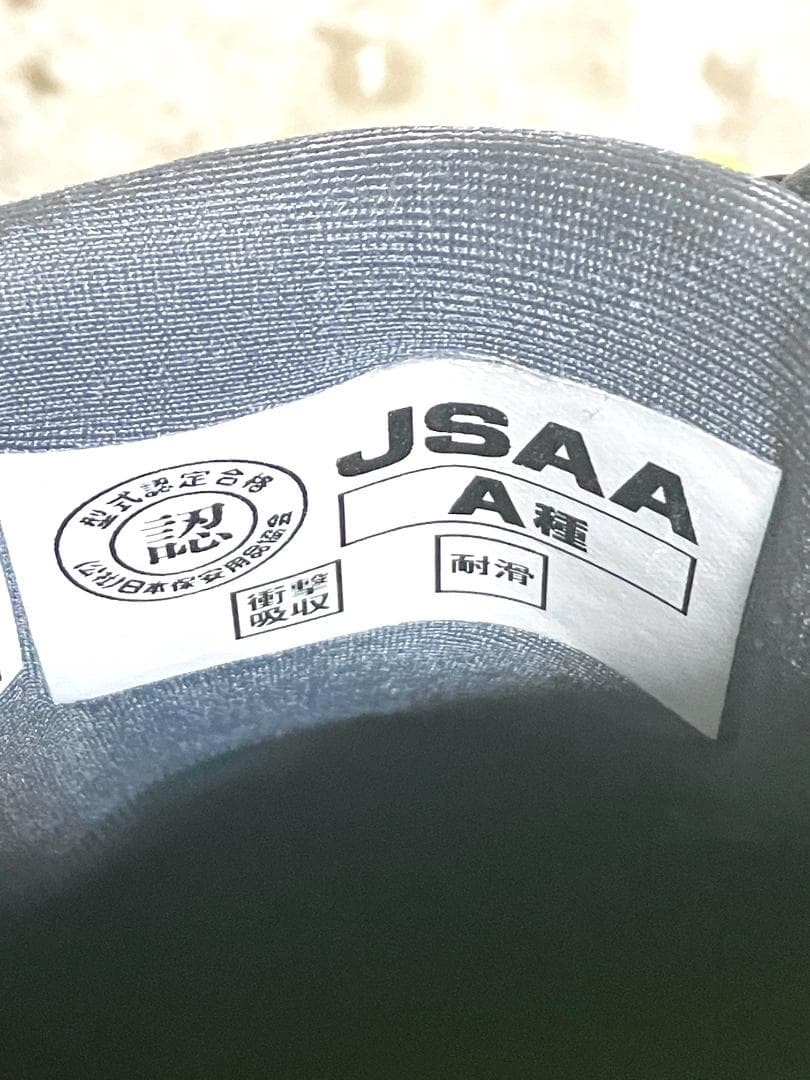 JSAA
A種
型式認定合格
認
(公社)日本保安用品協会
衝撃
吸収
耐滑